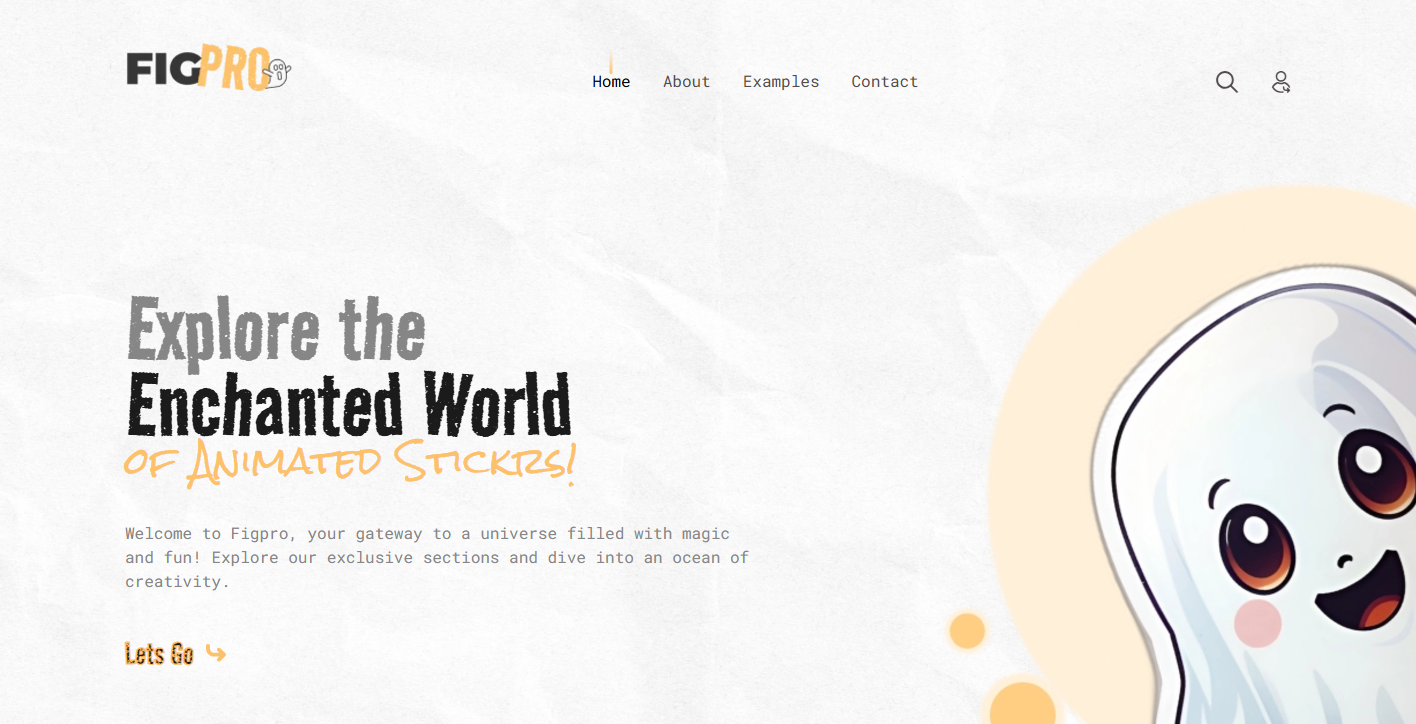 FIGPRO
Home About Examples Contact
Explore the
Enchanted World
of Animated Stickrs!
Welcome to Figpro, your gateway to a universe filled with magic
and fun! Explore our exclusive sections and dive into an ocean of
creativity.
Lets Go